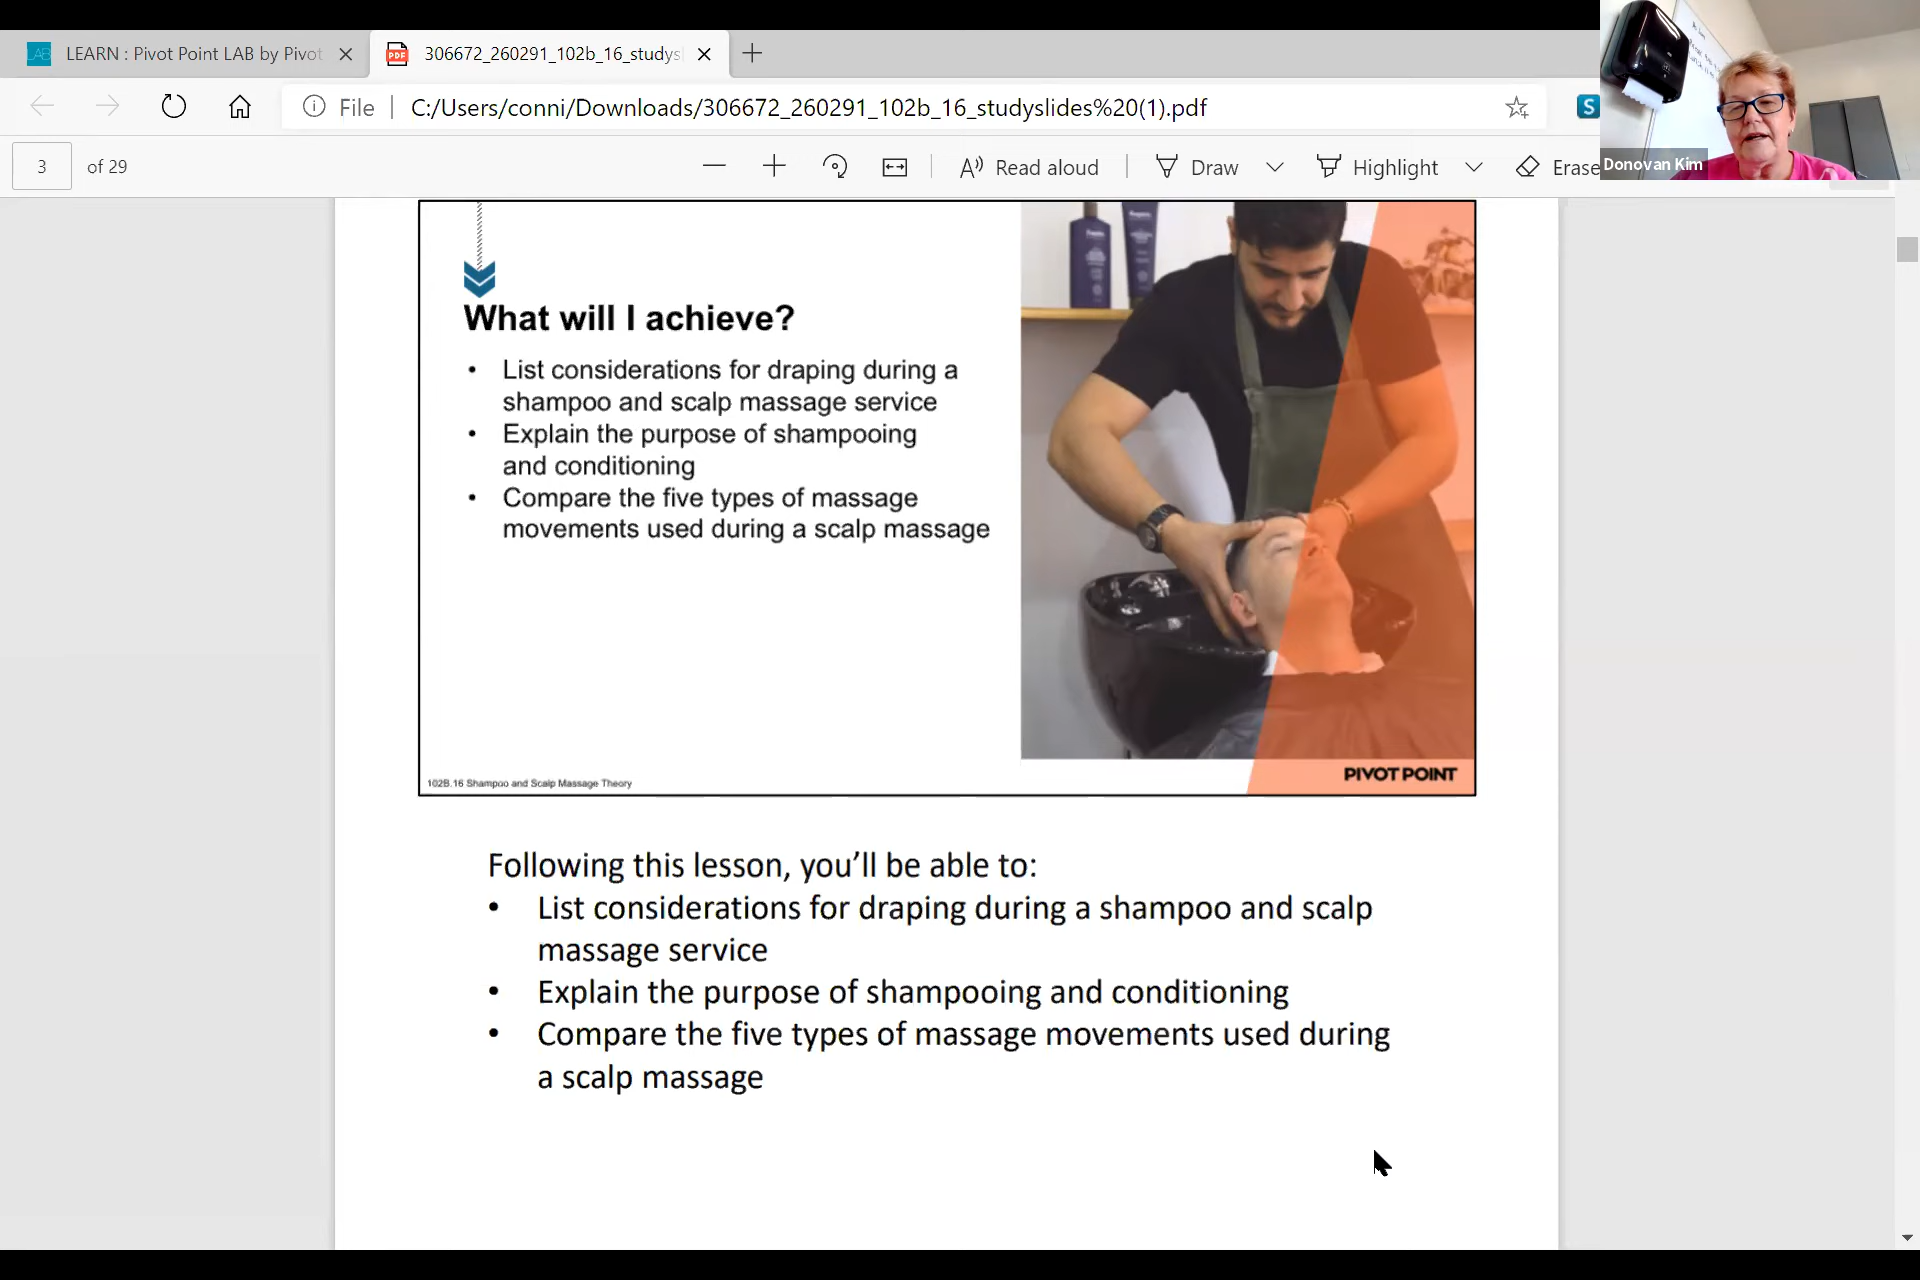 LAB
LEARN : Pivot Point LAB by Pivot
PDF
306672_260291_102b_16_studys
File
C:/Users/conni/Downloads/306672_260291_102b_16_studyslides%20(1).pdf
S
3 of 29
A Read aloud
Draw
Highlight
Erase
Donovan Kim
What will I achieve?
• List considerations for draping during a
shampoo and scalp massage service
• Explain the purpose of shampooing
and conditioning
• Compare the five types of massage
movements used during a scalp massage
102B.16 Shampoo and Scalp Massage Theory
PIVOT POINT
Following this lesson, you’ll be able to:
• List considerations for draping during a shampoo and scalp
massage service
• Explain the purpose of shampooing and conditioning
• Compare the five types of massage movements used during
a scalp massage